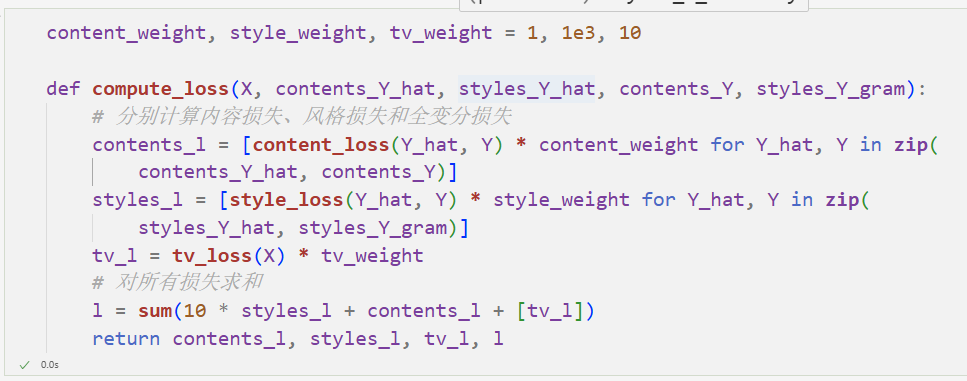 content_weight, style_weight, tv_weight = 1, 1e3, 10
def compute_loss(X, contents_Y_hat, styles_Y_hat, contents_Y, styles_Y_gram):
# 分别计算内容损失、风格损失和全变分损失
contents_l = [content_loss(Y_hat, Y) * content_weight for Y_hat, Y in zip(
contents_Y_hat, contents_Y)]
styles_l = [style_loss(Y_hat, Y) * style_weight for Y_hat, Y in zip(
styles_Y_hat, styles_Y_gram)]
tv_l = tv_loss(X) * tv_weight
# 对所有损失求和
l = sum(10 * styles_l + contents_l + [tv_l])
return contents_l, styles_l, tv_l, l
0.0s